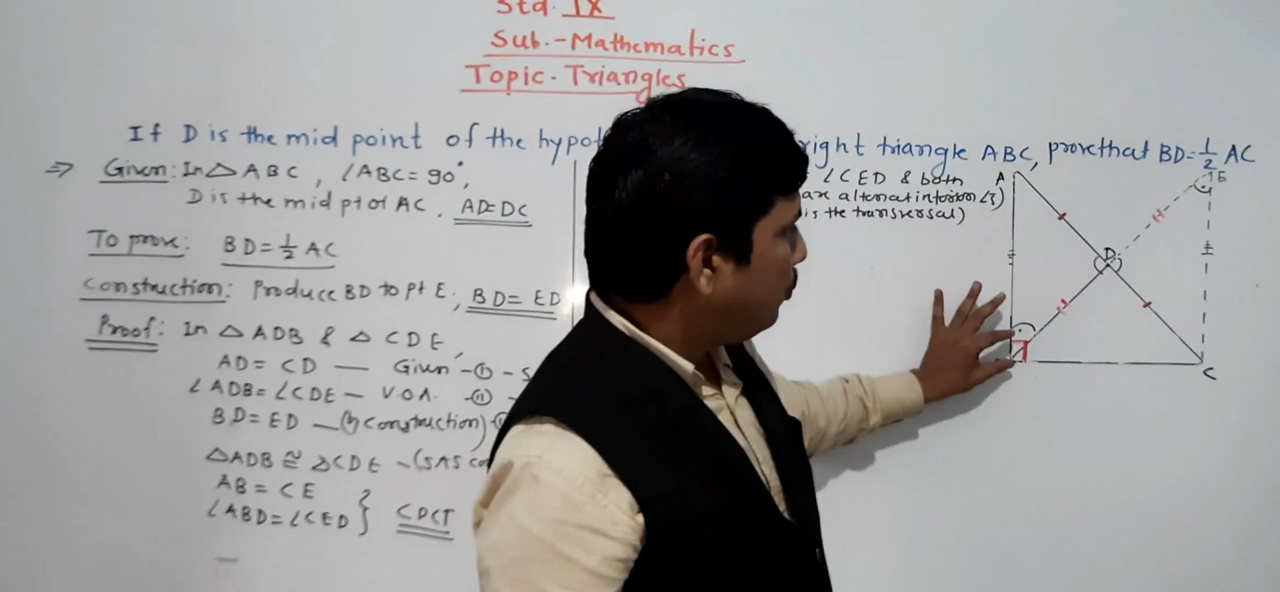 Std. IX
Sub.-Mathematics
Topic. Triangles
If D is the mid point of the hypot right triangle ABC, prove that BD=1/2 AC
⇒ Given: In △ ABC, ∠ABC = 90°,
D is the mid pt of AC, AD=DC
To prove: BD=1/2 AC
Construction: Produce BD to pt E, BD = ED
Proof: In △ ADB & △ CDE,
AD = CD — Given -(i) - S
∠ADB=∠CDE - V.O.A. -(ii) -
BD=ED —(by construction)
△ADB ≅ △CDE -(SAS co
AB = CE
∠ABD=∠CED } CPCT
∠CED & both
are alternat intorion ∠s)
is the transversal)
A
E
D
C